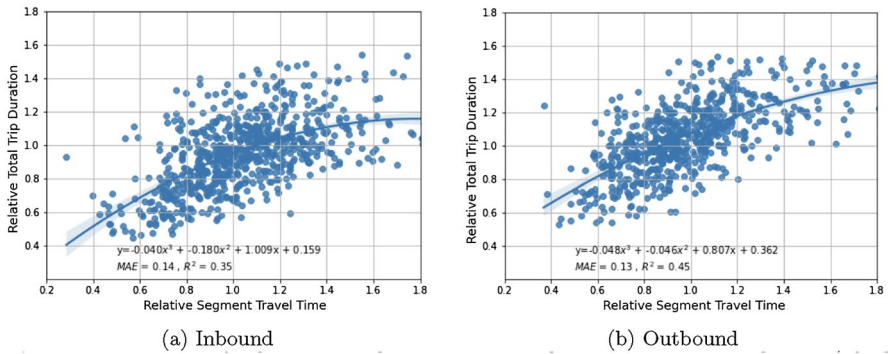 1.8
1.6
1.4
1.2
1.0
0.8
0.6
0.4
Relative Total Trip Duration
y=-0.040x³ + -0.180x² + 1.009x + 0.159
MAE = 0.14 , R² = 0.35
0.2 0.4 0.6 0.8 1.0 1.2 1.4 1.6 1.8
Relative Segment Travel Time
(a) Inbound
1.8
1.6
1.4
1.2
1.0
0.8
0.6
0.4
Relative Total Trip Duration
y=-0.048x³ + -0.046x² + 0.807x + 0.362
MAE = 0.13 , R² = 0.45
0.2 0.4 0.6 0.8 1.0 1.2 1.4 1.6 1.8
Relative Segment Travel Time
(b) Outbound